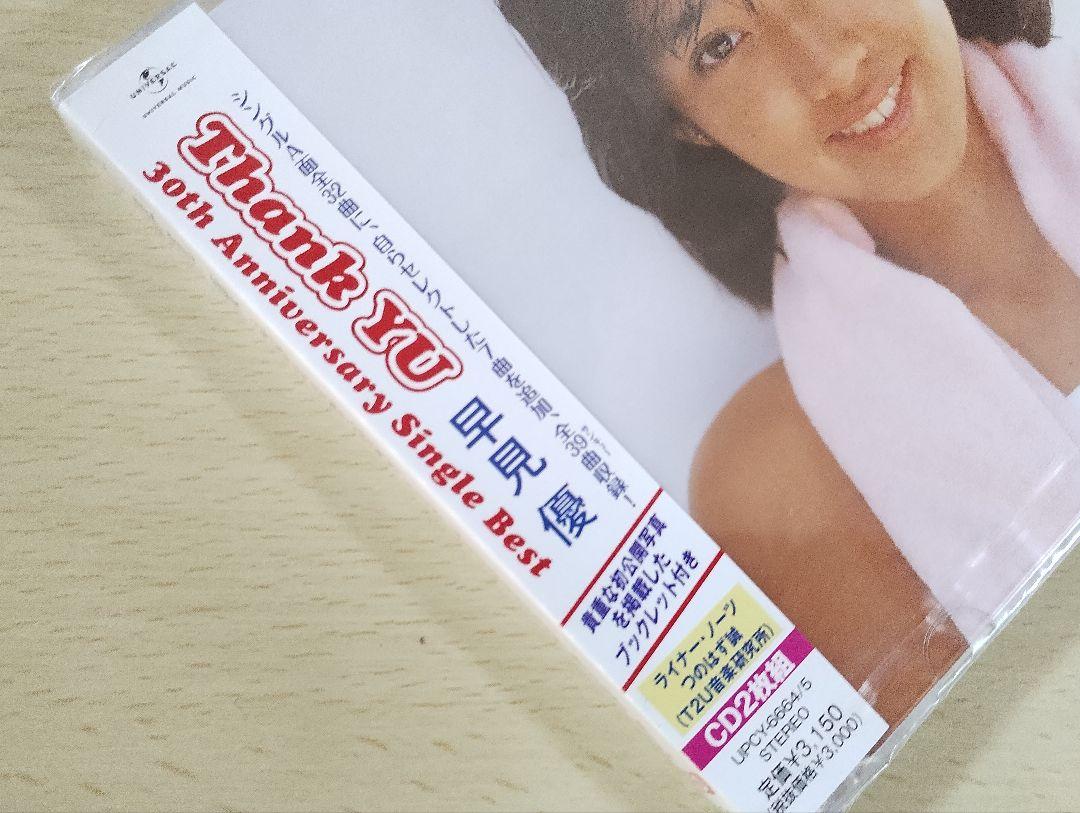 UNIVERSAL
UNIVERSAL MUSIC
シングルA面全32曲に、自らセレクトした7曲を追加、全39曲収録！
Thank YU
30th Anniversary Single Best
早見 優
貴重な初公開写真
を掲載した
ブックレット付き
ライナー・ノーツ
つのはず誠
(T2U音楽研究所)
CD2枚組
UPCY-6664/5
STEREO
定価¥3,150
(税抜価格¥3,000)